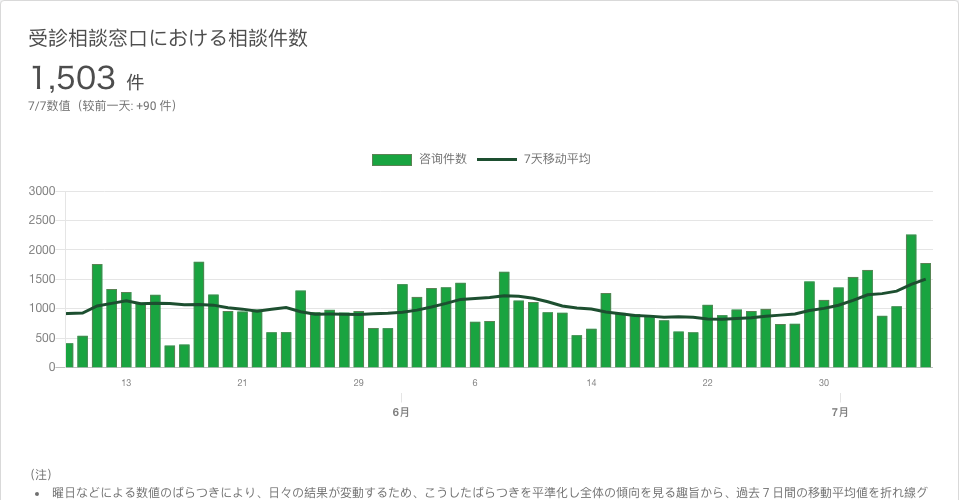 受診相談窓口における相談件数
1,503 件
7/7数值（较前一天: +90 件）
咨询件数 7天移动平均
3000
2500
2000
1500
1000
500
0
13 21 29 6 14 22 30
6月 7月
（注）
• 曜日などによる数値のばらつきにより、日々の結果が変動するため、こうしたばらつきを平準化し全体の傾向を見る趣旨から、過去７日間の移動平均値を折れ線グ